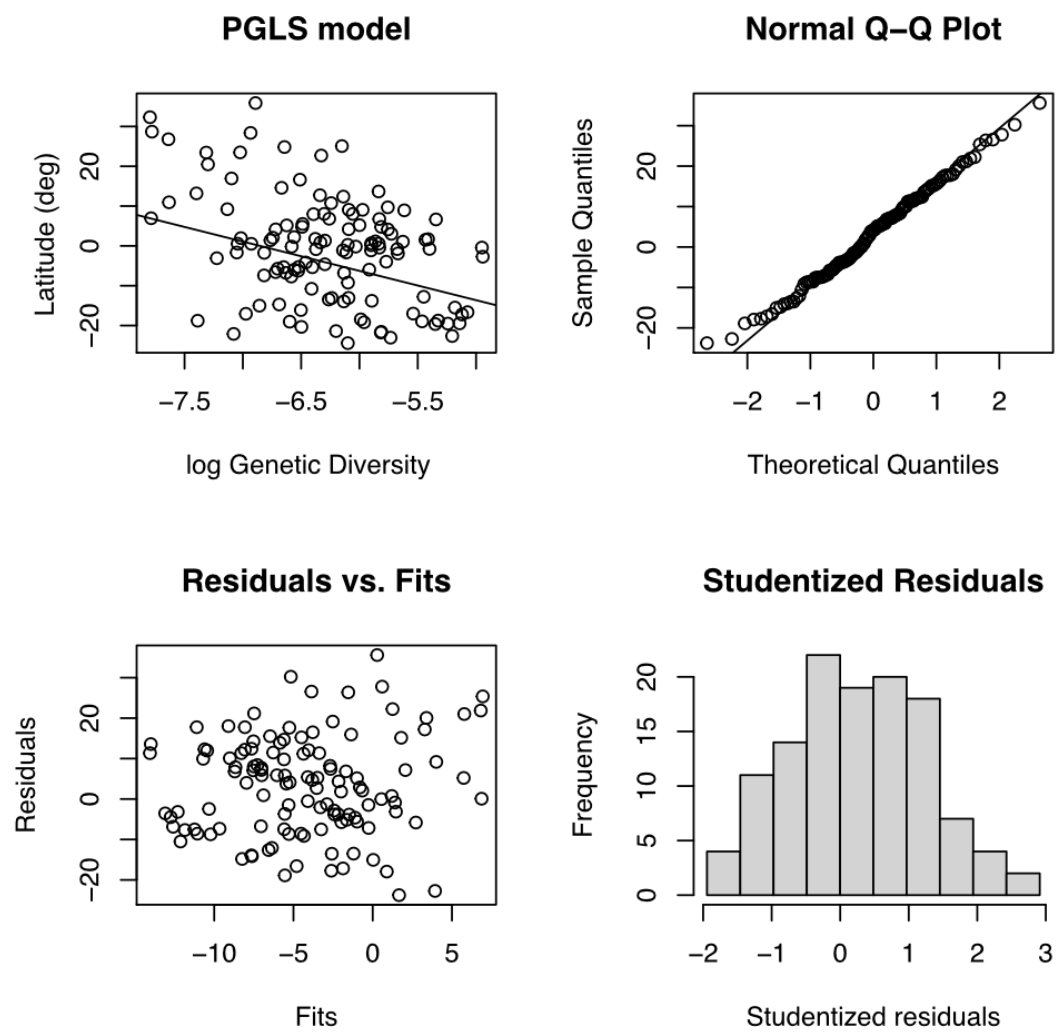 PGLS model
Latitude (deg)
20
0
−20
−7.5
−6.5
−5.5
log Genetic Diversity
Normal Q−Q Plot
Sample Quantiles
20
0
−20
−2
−1
0
1
2
Theoretical Quantiles
Residuals vs. Fits
Residuals
20
0
−20
−10
−5
0
5
Fits
Studentized Residuals
Frequency
20
15
10
5
0
−2
−1
0
1
2
3
Studentized residuals